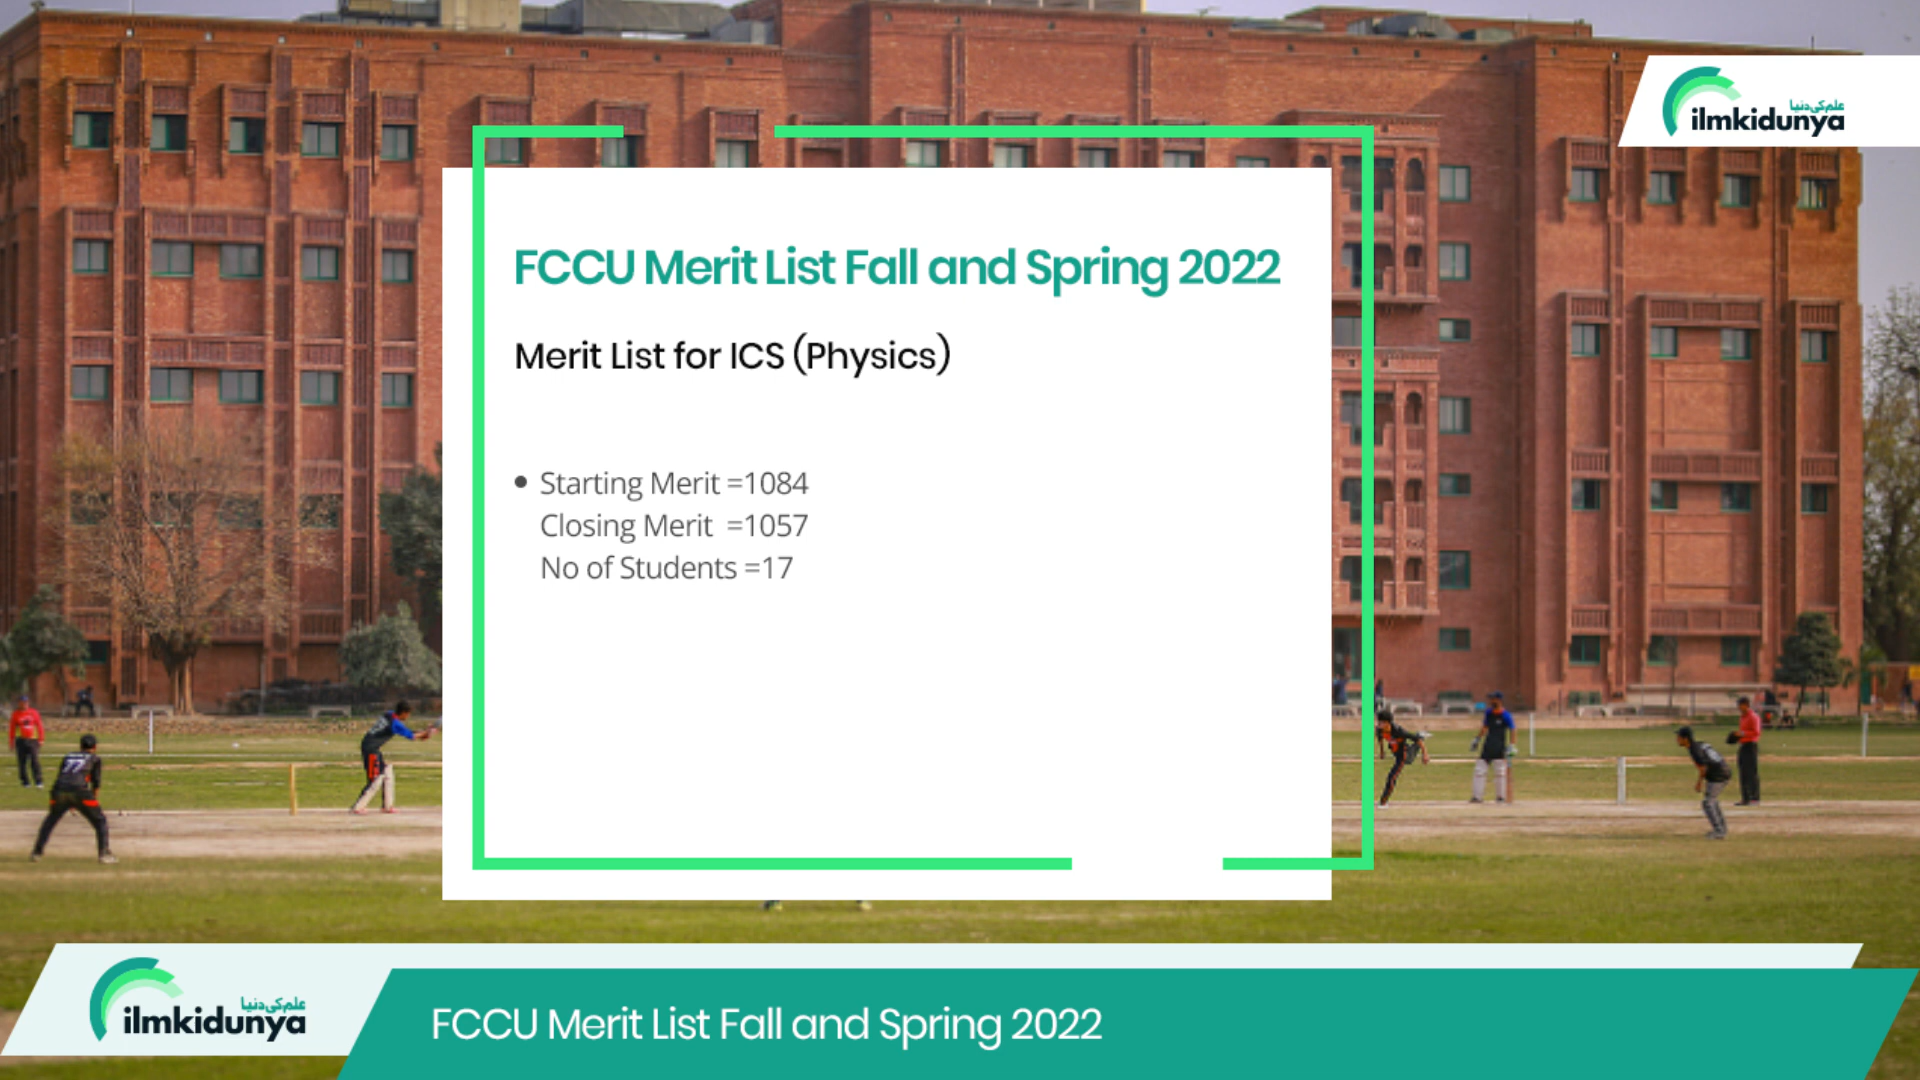 علم کی دنیا
ilmkidunya
FCCU Merit List Fall and Spring 2022
Merit List for ICS (Physics)
• Starting Merit =1084
Closing Merit =1057
No of Students =17
77
علم کی دنیا
ilmkidunya
FCCU Merit List Fall and Spring 2022